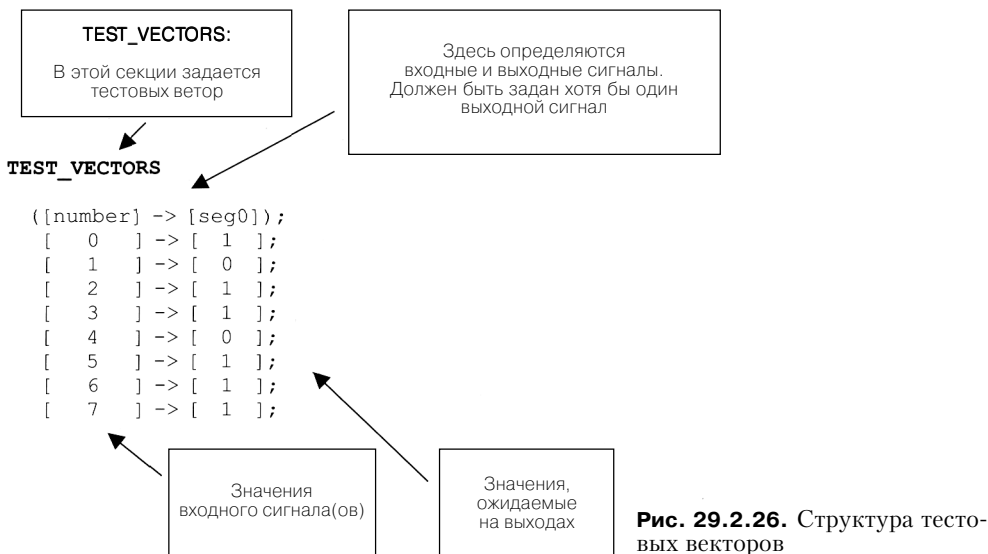 TEST_VECTORS:
В этой секции задается
тестовых ветор
Здесь определяются
входные и выходные сигналы.
Должен быть задан хотя бы один
выходной сигнал
TEST_VECTORS
([number] -> [seg0]);
[ 0 ] -> [ 1 ];
[ 1 ] -> [ 0 ];
[ 2 ] -> [ 1 ];
[ 3 ] -> [ 1 ];
[ 4 ] -> [ 0 ];
[ 5 ] -> [ 1 ];
[ 6 ] -> [ 1 ];
[ 7 ] -> [ 1 ];
Значения
входного сигнала(ов)
Значения,
ожидаемые
на выходах
Рис. 29.2.26. Структура тесто-
вых векторов